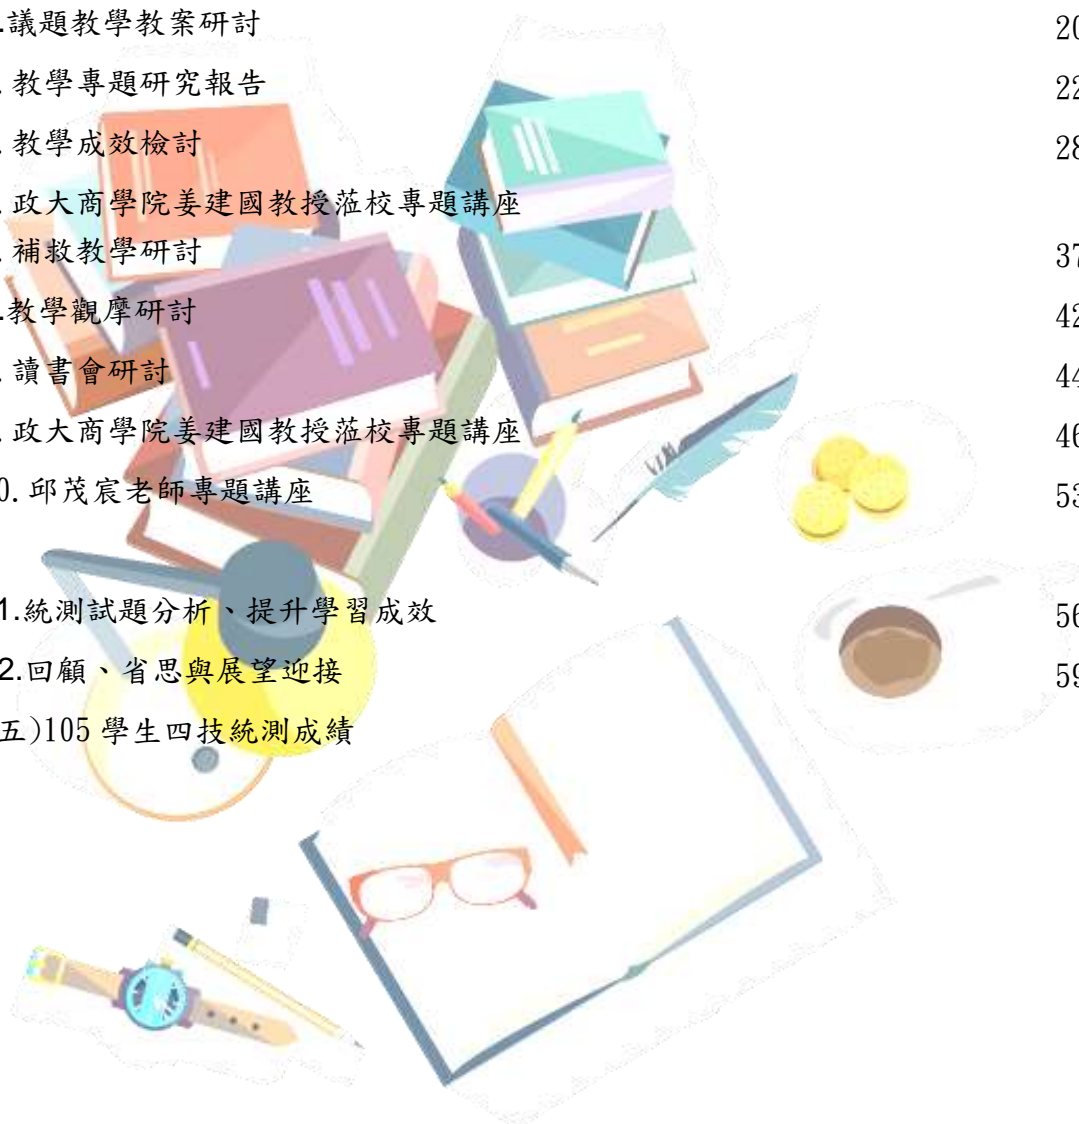 .議題教學教案研討 20
.教學專題研究報告 22
.教學成效檢討 28
.政大商學院姜建國教授蒞校專題講座
.補救教學研討 37
.教學觀摩研討 42
.讀書會研討 44
.政大商學院姜建國教授蒞校專題講座 46
0.邱茂宸老師專題講座 53
1.統測試題分析、提升學習成效 56
2.回顧、省思與展望迎接 59
五)105 學生四技統測成績